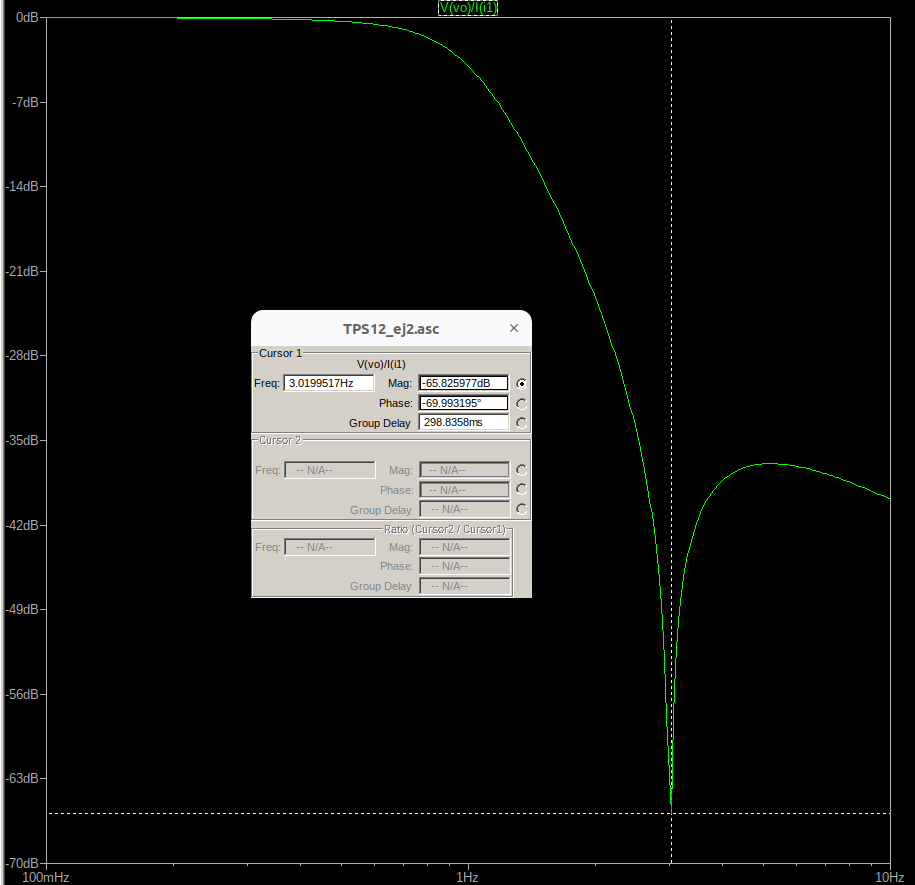 V(vo)/I(i1)
0dB
-7dB
-14dB
-21dB
-28dB
-35dB
-42dB
-49dB
-56dB
-63dB
-70dB
100mHz
1Hz
10Hz
TPS12_ej2.asc
×
Cursor 1
V(vo)/I(i1)
Freq: 3.0199517Hz Mag: -65.825977dB
Phase: -69.993195°
Group Delay 298.8358ms
Cursor 2
Freq: -- N/A-- Mag: -- N/A--
Phase: -- N/A--
Group Delay -- N/A--
Ratio (Cursor2 / Cursor1)
Freq: -- N/A-- Mag: -- N/A--
Phase: -- N/A--
Group Delay -- N/A--